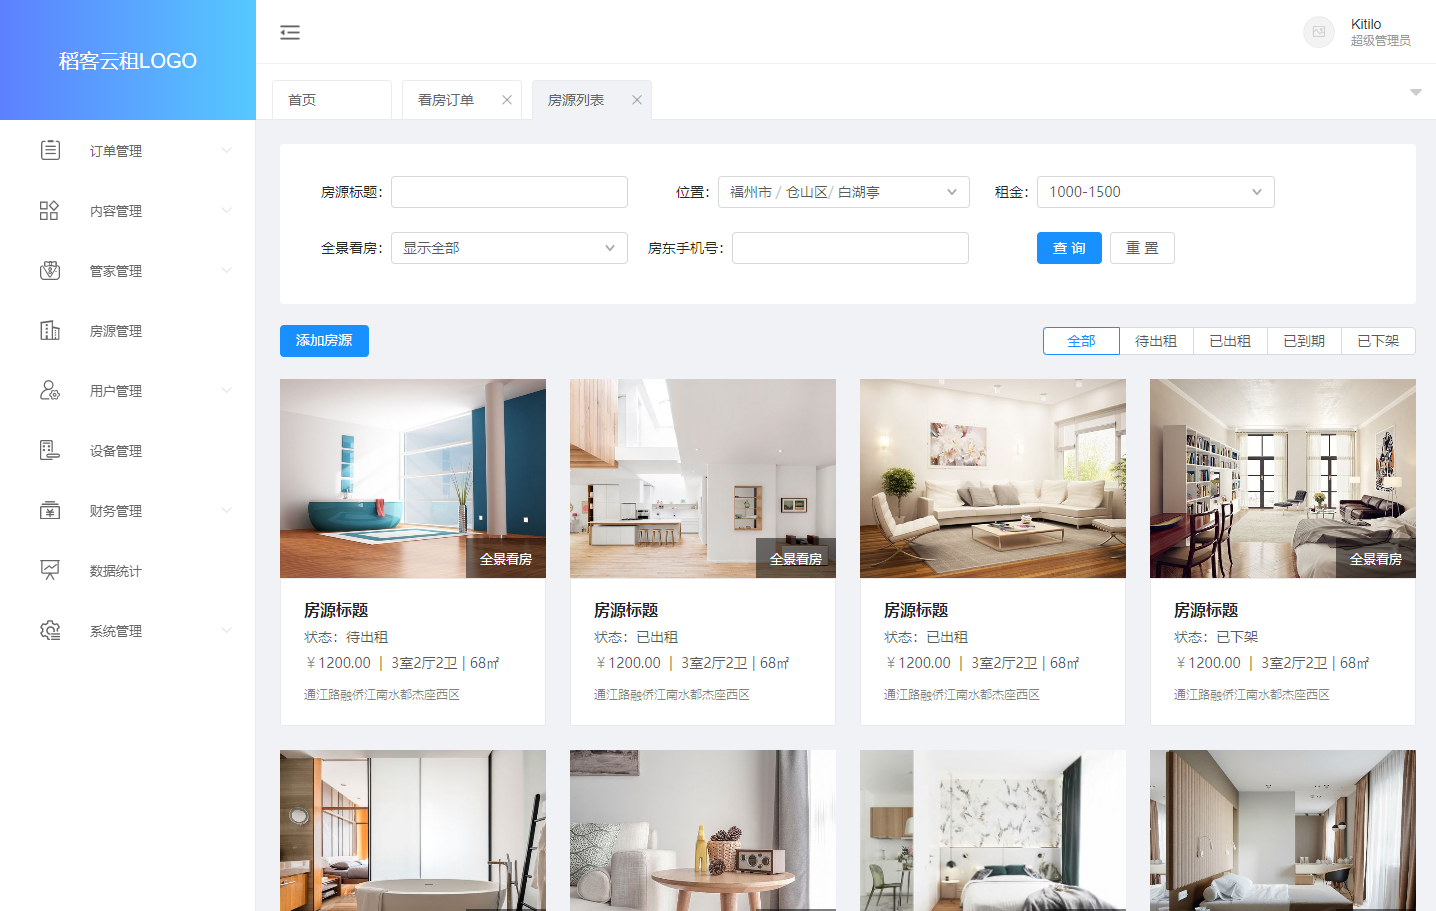 稻客云租LOGO
Kitilo
超级管理员
首页
看房订单
房源列表
订单管理
内容管理
管家管理
房源管理
用户管理
设备管理
财务管理
数据统计
系统管理
房源标题：
位置： 福州市 / 仓山区/ 白湖亭
租金： 1000-1500
全景看房： 显示全部
房东手机号：
查 询
重 置
添加房源
全部
待出租
已出租
已到期
已下架
全景看房
房源标题
状态：待出租
￥1200.00 | 3室2厅2卫 | 68㎡
通江路融侨江南水都杰座西区
全景看房
房源标题
状态：已出租
￥1200.00 | 3室2厅2卫 | 68㎡
通江路融侨江南水都杰座西区
房源标题
状态：已出租
￥1200.00 | 3室2厅2卫 | 68㎡
通江路融侨江南水都杰座西区
全景看房
房源标题
状态：已下架
￥1200.00 | 3室2厅2卫 | 68㎡
通江路融侨江南水都杰座西区